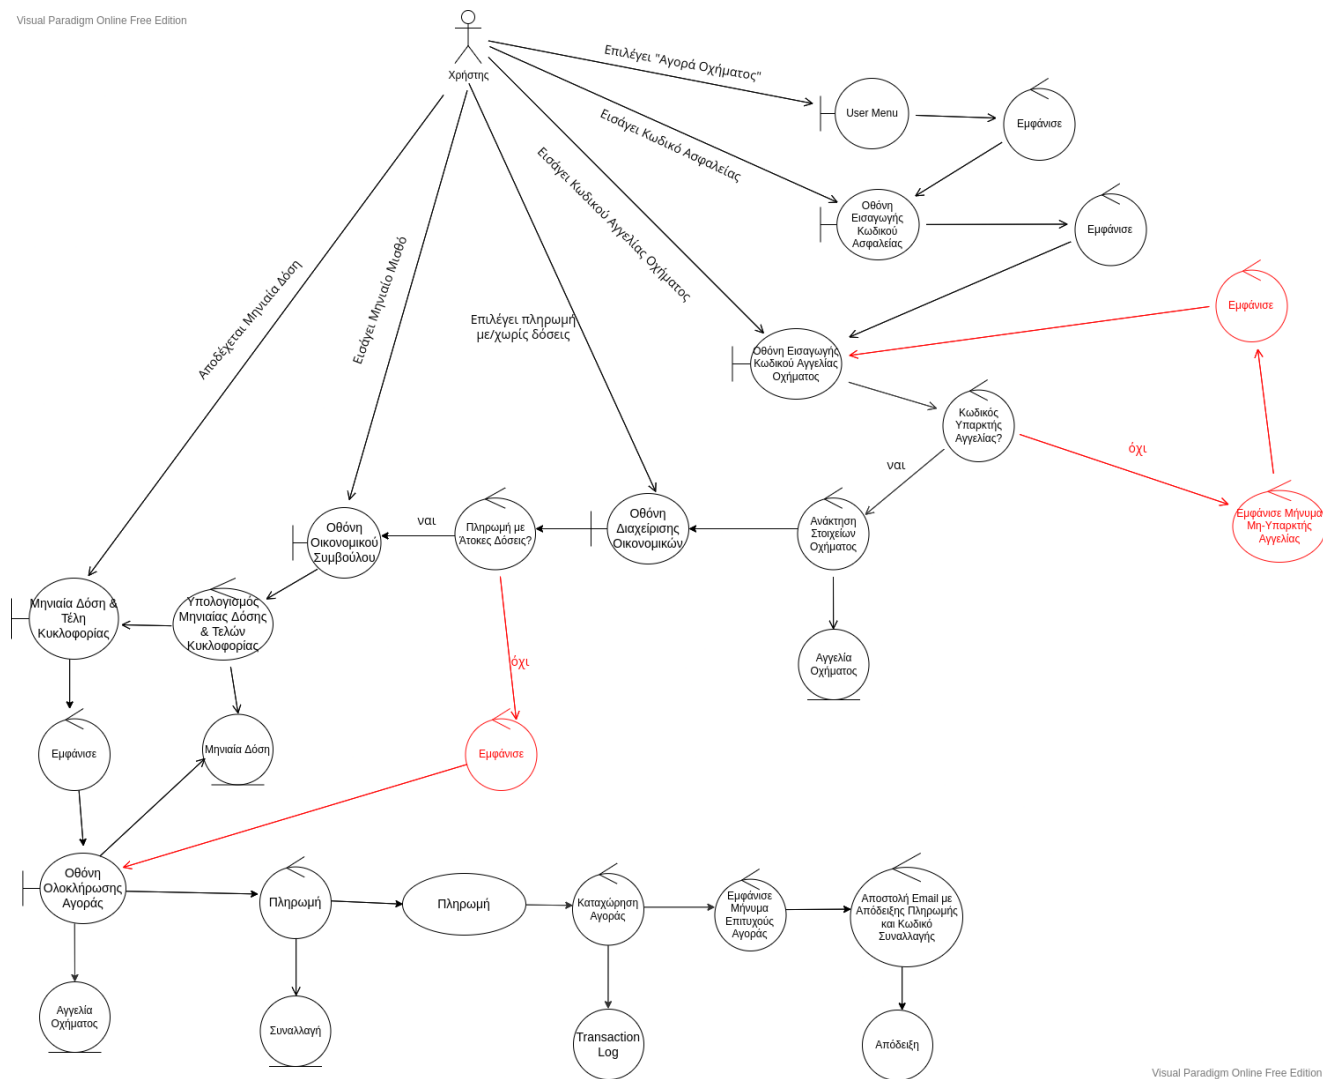 Visual Paradigm Online Free Edition
Χρήστης
Επιλέγει "Αγορά Οχήματος"
User Menu
Εμφάνισε
Εισάγει Κωδικό Ασφαλείας
Οθόνη
Εισαγωγής
Κωδικού
Ασφαλείας
Εμφάνισε
Εισάγει Κωδικού Αγγελίας Οχήματος
Αποδέχεται Μηνιαία Δόση
Εισάγει Μηνιαίο Μισθό
Επιλέγει πληρωμή
με/χωρίς δόσεις
Εμφάνισε
Οθόνη Εισαγωγής
Κωδικού Αγγελίας
Οχήματος
Κωδικός
Υπαρκτής
Αγγελίας?
όχι
ναι
Εμφάνισε Μήνυμα
Μη-Υπαρκτής
Αγγελίας
Ανάκτηση
Στοιχείων
Οχήματος
Οθόνη
Διαχείρισης
Οικονομικών
Πληρωμή με
Άτοκες Δόσεις?
ναι
Οθόνη
Οικονομικού
Συμβούλου
Μηνιαία Δόση &
Τέλη
Κυκλοφορίας
Υπολογισμός
Μηνιαίας Δόσης
& Τελών
Κυκλοφορίας
όχι
Αγγελία
Οχήματος
Εμφάνισε
Μηνιαία Δόση
Εμφάνισε
Οθόνη
Ολοκλήρωσης
Αγοράς
Πληρωμή
Πληρωμή
Καταχώρηση
Αγοράς
Εμφάνισε
Μήνυμα
Επιτυχούς
Αγοράς
Αποστολή Email με
Απόδειξης Πληρωμής
και Κωδικό
Συναλλαγής
Αγγελία
Οχήματος
Συναλλαγή
Transaction
Log
Απόδειξη
Visual Paradigm Online Free Edition